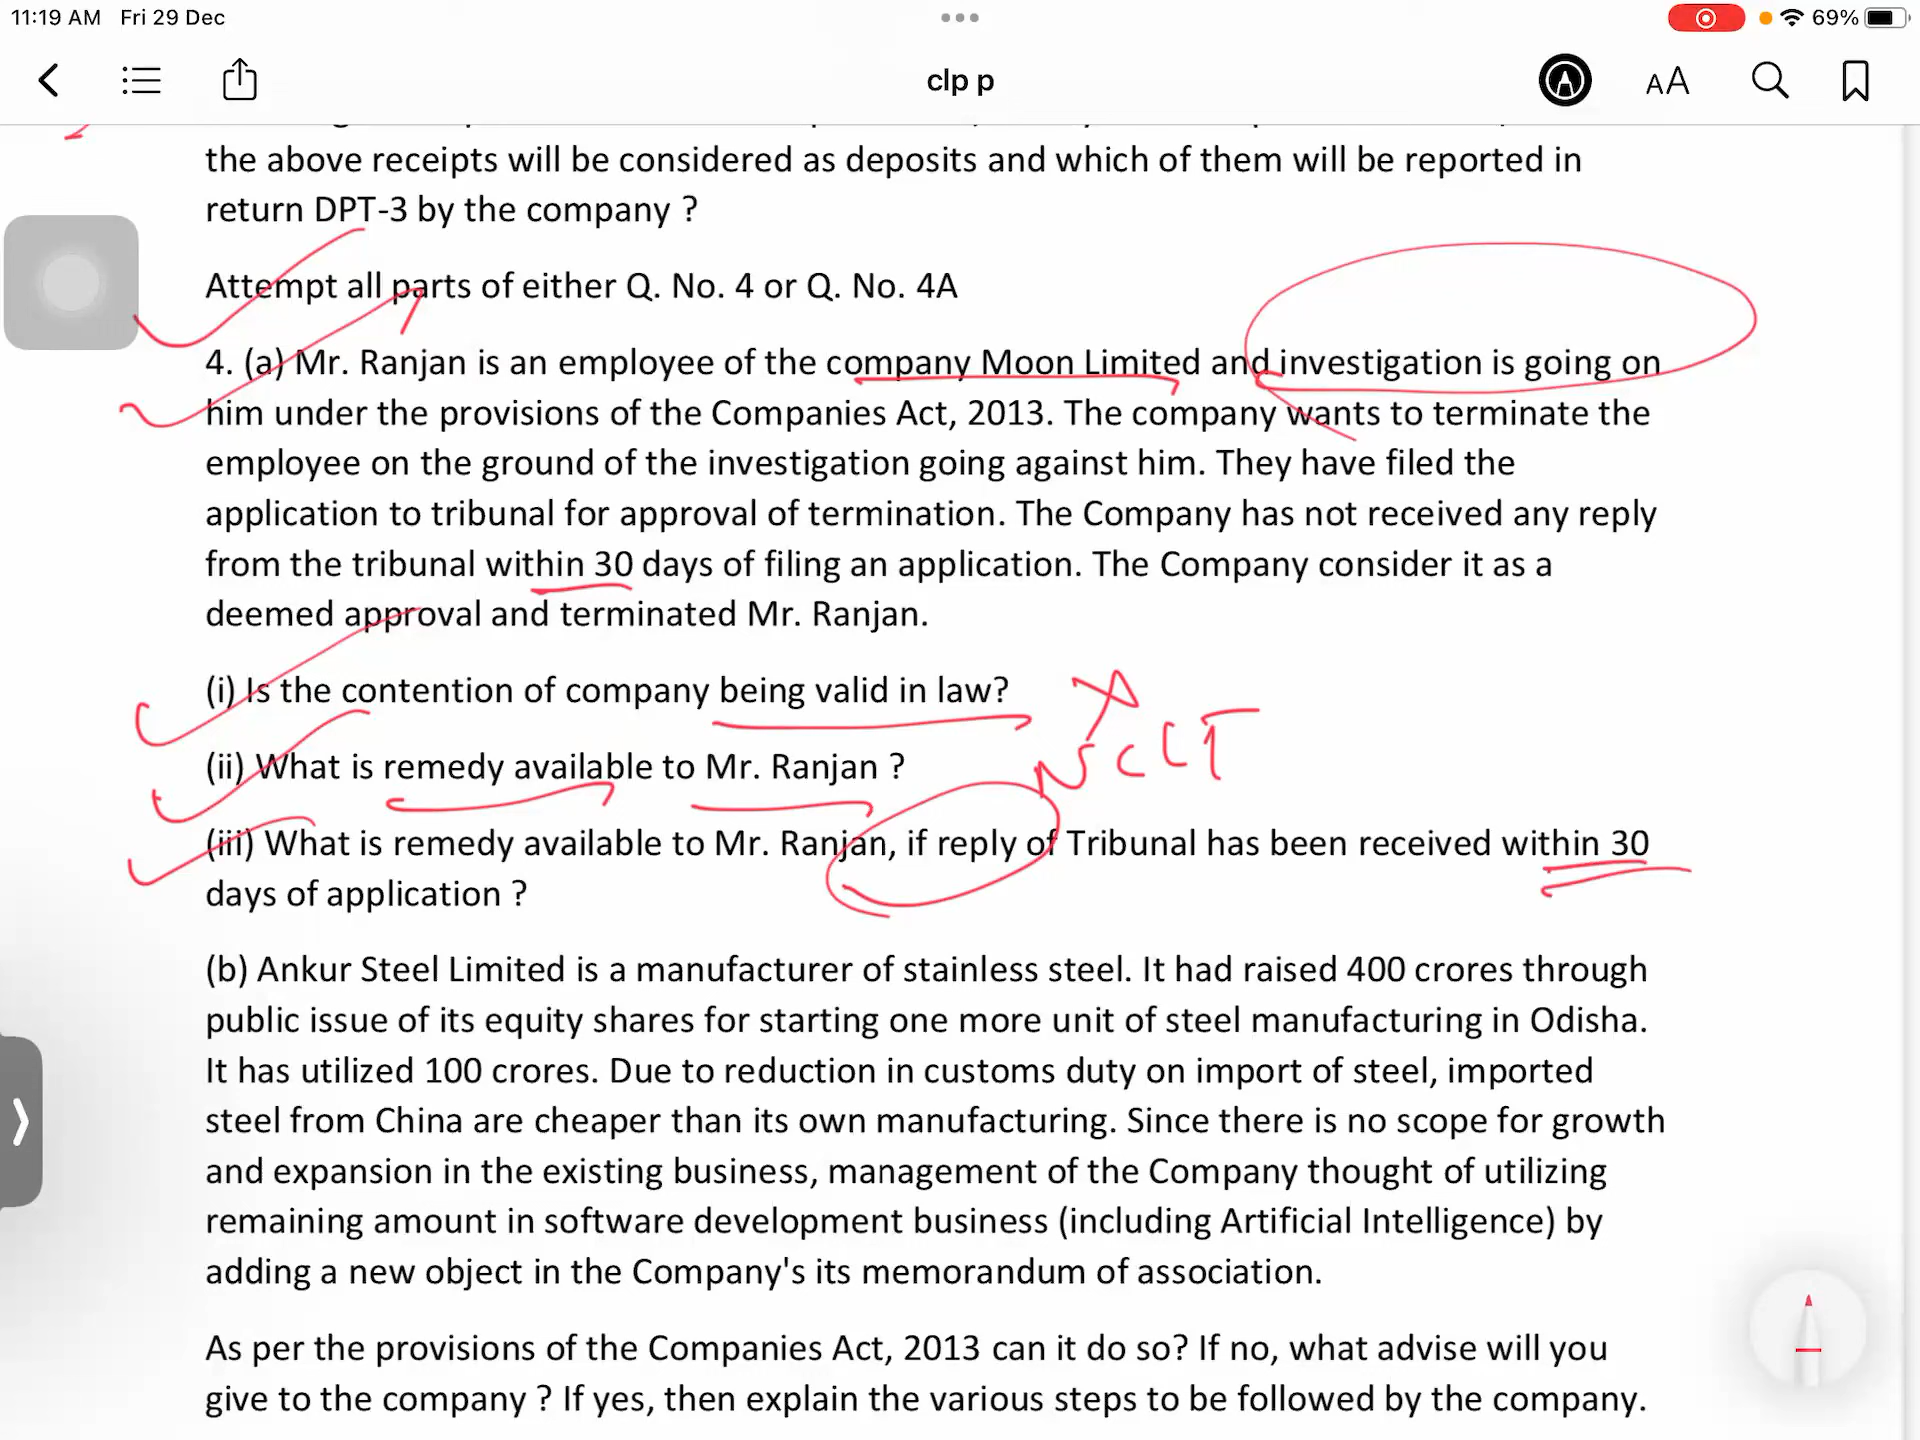 11:19 AM Fri 29 Dec
69%
clp p
AA
the above receipts will be considered as deposits and which of them will be reported in
return DPT-3 by the company ?
Attempt all parts of either Q. No. 4 or Q. No. 4A
4. (a) Mr. Ranjan is an employee of the company Moon Limited and investigation is going on
him under the provisions of the Companies Act, 2013. The company wants to terminate the
employee on the ground of the investigation going against him. They have filed the
application to tribunal for approval of termination. The Company has not received any reply
from the tribunal within 30 days of filing an application. The Company consider it as a
deemed approval and terminated Mr. Ranjan.
(i) Is the contention of company being valid in law?
NCLT
(ii) What is remedy available to Mr. Ranjan ?
(iii) What is remedy available to Mr. Ranjan, if reply of Tribunal has been received within 30
days of application ?
(b) Ankur Steel Limited is a manufacturer of stainless steel. It had raised 400 crores through
public issue of its equity shares for starting one more unit of steel manufacturing in Odisha.
It has utilized 100 crores. Due to reduction in customs duty on import of steel, imported
steel from China are cheaper than its own manufacturing. Since there is no scope for growth
and expansion in the existing business, management of the Company thought of utilizing
remaining amount in software development business (including Artificial Intelligence) by
adding a new object in the Company's its memorandum of association.
As per the provisions of the Companies Act, 2013 can it do so? If no, what advise will you
give to the company ? If yes, then explain the various steps to be followed by the company.